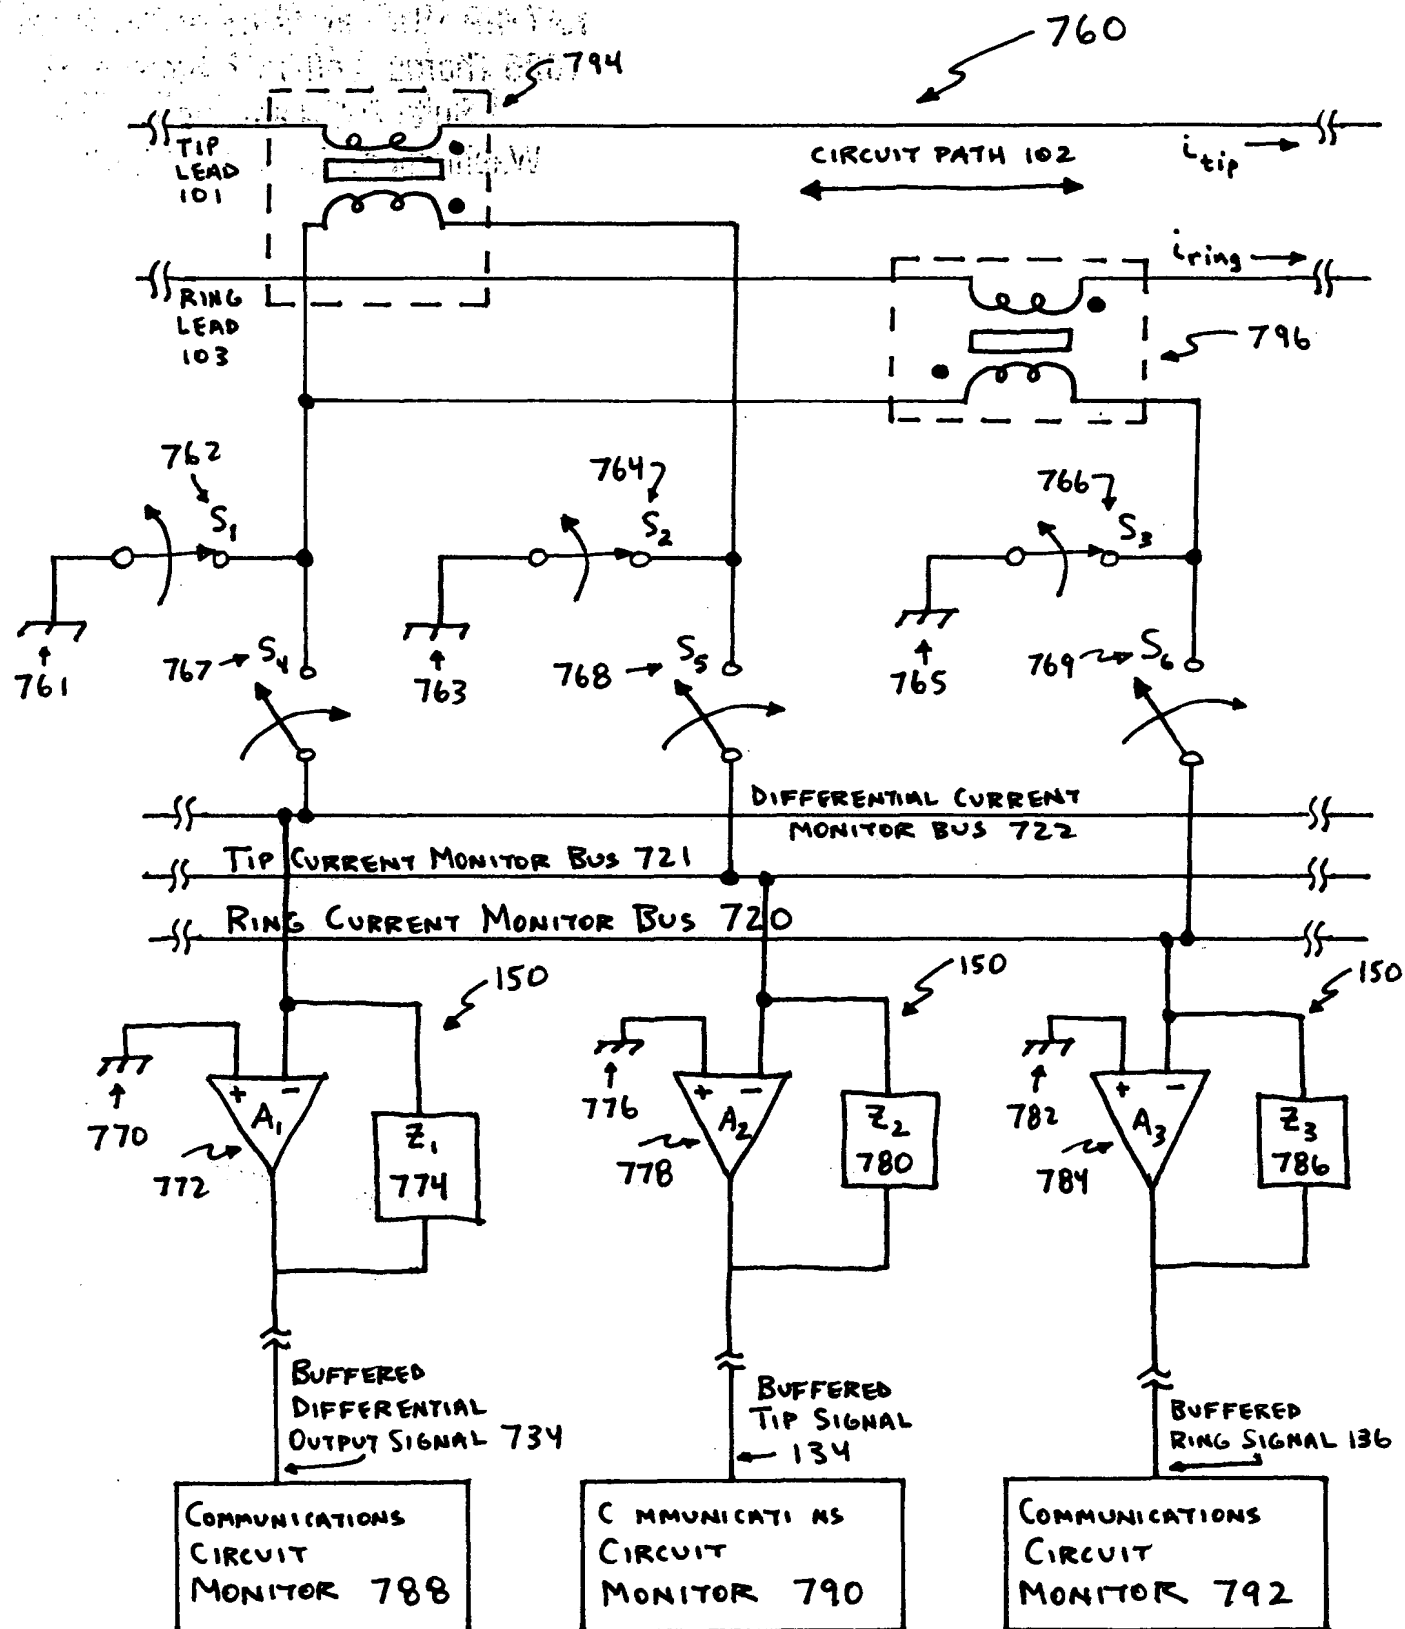 760
794
TIP
LEAD
101
CIRCUIT PATH 102
i tip
i ring
RING
LEAD
103
796
762
S1
764
S2
766
S3
761
767
S4
763
768
S5
765
769
S6
DIFFERENTIAL CURRENT
MONITOR BUS 722
TIP CURRENT MONITOR BUS 721
RING CURRENT MONITOR BUS 720
150
150
150
770
+ −
A1
772
Z1
774
776
+ −
A2
778
Z2
780
782
+ −
A3
784
Z3
786
BUFFERED
DIFFERENTIAL
OUTPUT SIGNAL 734
BUFFERED
TIP SIGNAL
134
BUFFERED
RING SIGNAL 136
COMMUNICATIONS
CIRCUIT
MONITOR 788
C MMUNICATI NS
CIRCUIT
MONITOR 790
COMMUNICATIONS
CIRCUIT
MONITOR 792